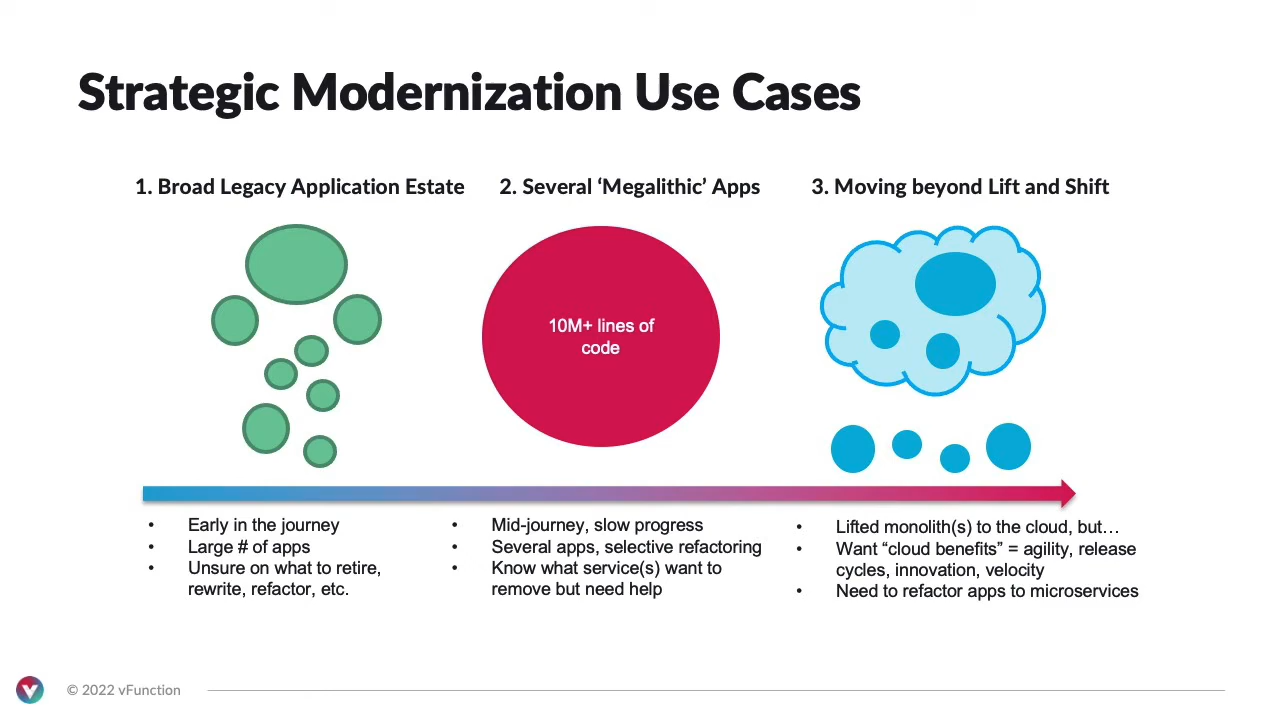 Strategic Modernization Use Cases
1. Broad Legacy Application Estate
2. Several ‘Megalithic’ Apps
3. Moving beyond Lift and Shift
10M+ lines of
code
• Early in the journey
• Large # of apps
• Unsure on what to retire,
rewrite, refactor, etc.
• Mid-journey, slow progress
• Several apps, selective refactoring
• Know what service(s) want to
remove but need help
• Lifted monolith(s) to the cloud, but…
• Want “cloud benefits” = agility, release
cycles, innovation, velocity
• Need to refactor apps to microservices
© 2022 vFunction